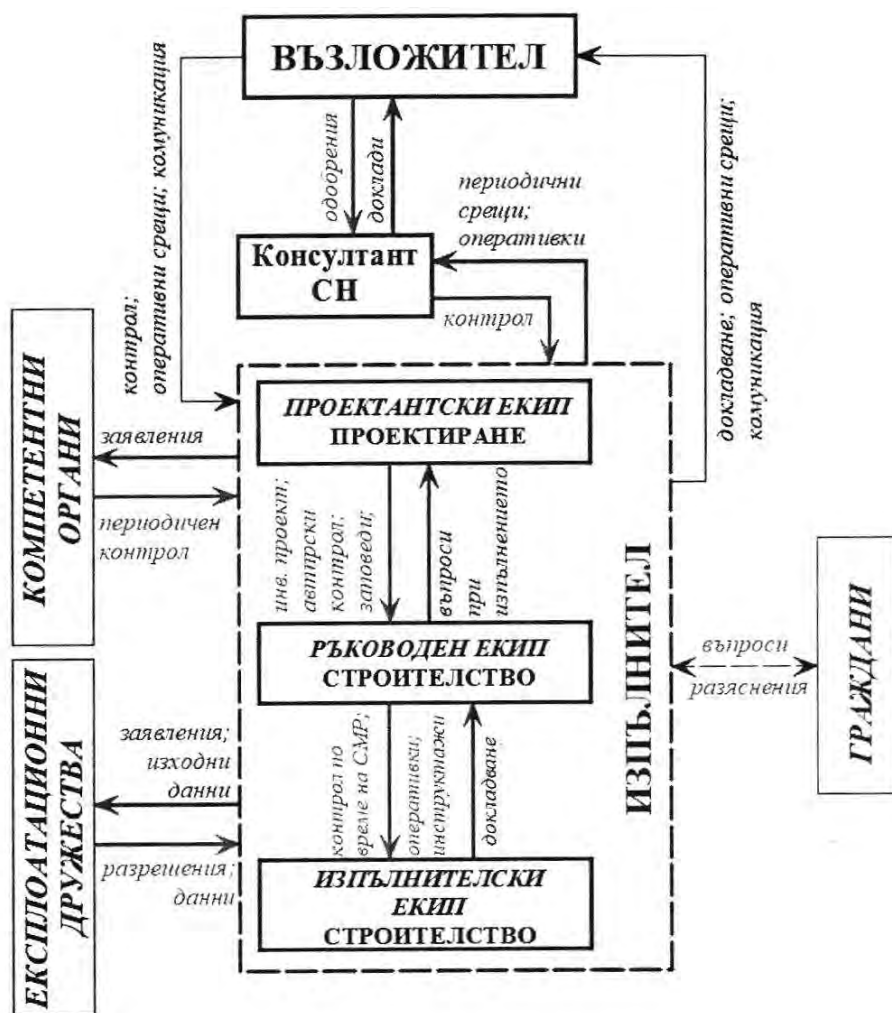 ВЪЗЛОЖИТЕЛ
контрол;
оперативни срещи; комуникация
одобрения
доклади
периодични
срещи;
оперативки
докладване; оперативни срещи;
комуникация
Консултант
СН
контрол
КОМПЕТЕНТНИ
ОРГАНИ
заявления
периодичен
контрол
ПРОЕКТАНТСКИ ЕКИП
ПРОЕКТИРАНЕ
инв. проект;
автпрски
контрол;
заповеди;
въпроси
при
изпълнението
РЪКОВОДЕН ЕКИП
СТРОИТЕЛСТВО
ИЗПЪЛНИТЕЛ
въпроси
разяснения
ГРАЖДАНИ
ЕКСПЛОАТАЦИОННИ
ДРУЖЕСТВА
заявления;
изходни
данни
разрешения;
данни
контрол по
време на СМР;
оперативки;
инструктажи
докладване
ИЗПЪЛНИТЕЛСКИ
ЕКИП
СТРОИТЕЛСТВО